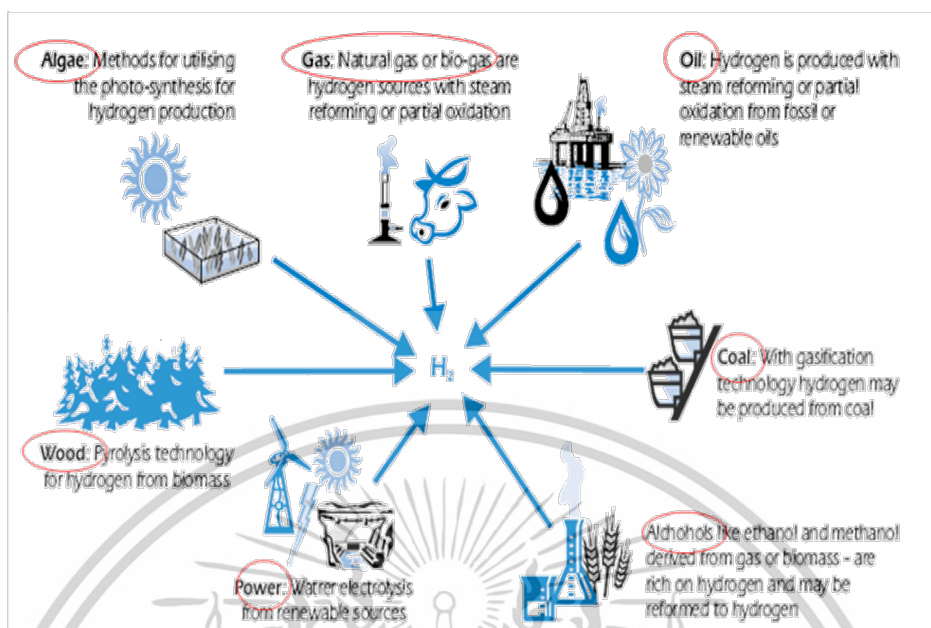 Algae: Methods for utilising
the photo-synthesis for
hydrogen production
Gas: Natural gas or bio-gas are
hydrogen sources with steam
reforming or partial oxidation
Oil: Hydrogen is produced with
steam reforming or partial
oxidation from fossil or
renewable oils
H₂
Coal: With gasification
technology hydrogen may
be produced from coal
Wood: Pyrolysis technology
for hydrogen from biomass
Power: Watrer electrolysis
from renewable sources
Alchohols like ethanol and methanol
derived from gas or biomass - are
rich on hydrogen and may be
reformed to hydrogen